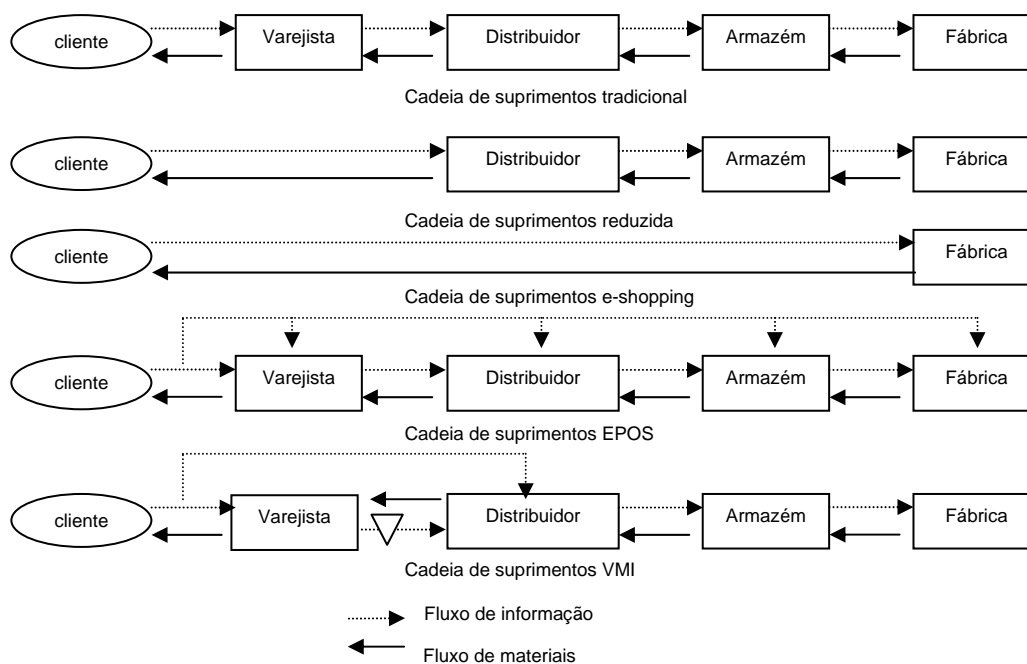 cliente Varejista Distribuidor Armazém Fábrica
Cadeia de suprimentos tradicional
cliente Distribuidor Armazém Fábrica
Cadeia de suprimentos reduzida
cliente Fábrica
Cadeia de suprimentos e-shopping
cliente Varejista Distribuidor Armazém Fábrica
Cadeia de suprimentos EPOS
cliente Varejista Distribuidor Armazém Fábrica
Cadeia de suprimentos VMI
Fluxo de informação
Fluxo de materiais